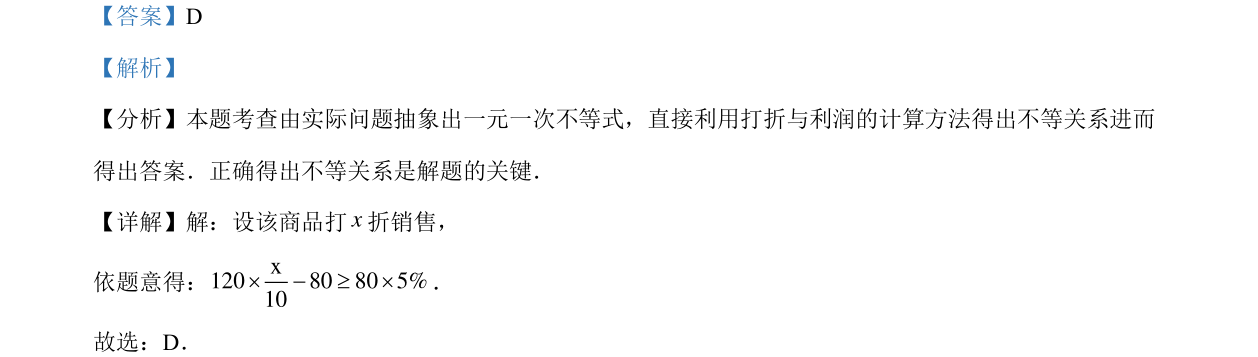 【答案】D
【解析】
【分析】本题考查由实际问题抽象出一元一次不等式，直接利用打折与利润的计算方法得出不等关系进而
得出答案．正确得出不等关系是解题的关键．
【详解】解：设该商品打 x 折销售，
依题意得：120×x/10−80≥80×5%．
故选：D．